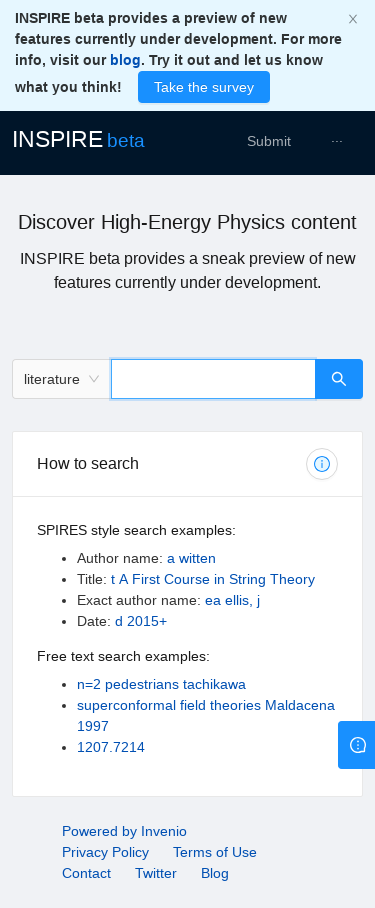 INSPIRE beta provides a preview of new
features currently under development. For more
info, visit our blog. Try it out and let us know
what you think! Take the survey
INSPIRE beta
Submit ···
Discover High-Energy Physics content
INSPIRE beta provides a sneak preview of new
features currently under development.
literature
How to search
SPIRES style search examples:
• Author name: a witten
• Title: t A First Course in String Theory
• Exact author name: ea ellis, j
• Date: d 2015+
Free text search examples:
• n=2 pedestrians tachikawa
• superconformal field theories Maldacena
1997
• 1207.7214
Powered by Invenio
Privacy Policy Terms of Use
Contact Twitter Blog